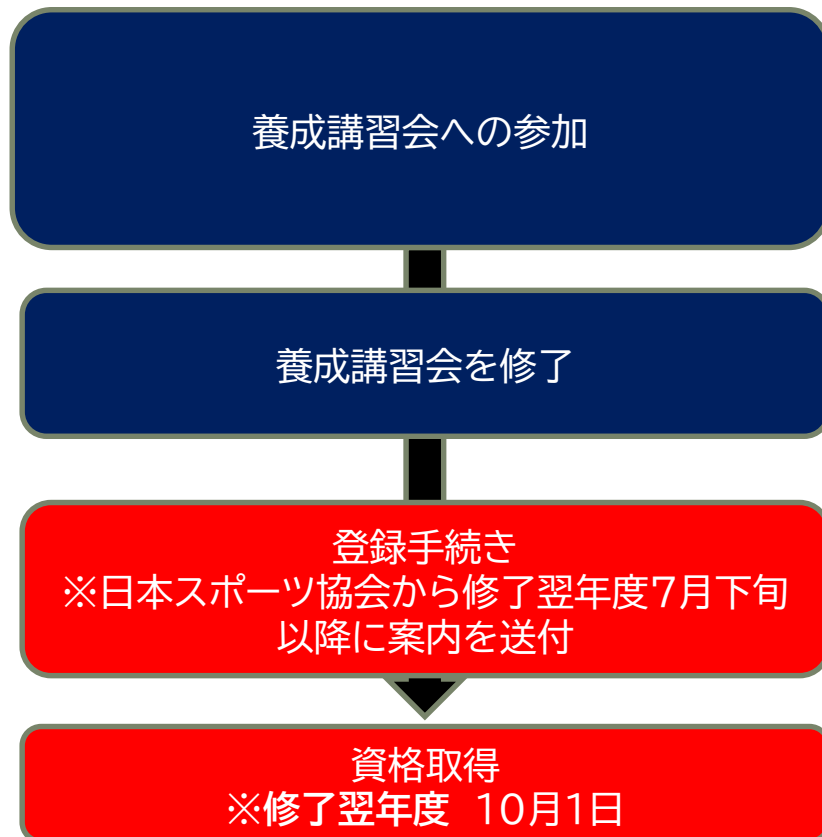 養成講習会への参加
養成講習会を修了
登録手続き
※日本スポーツ協会から修了翌年度7月下旬
以降に案内を送付
資格取得
※修了翌年度 10月1日